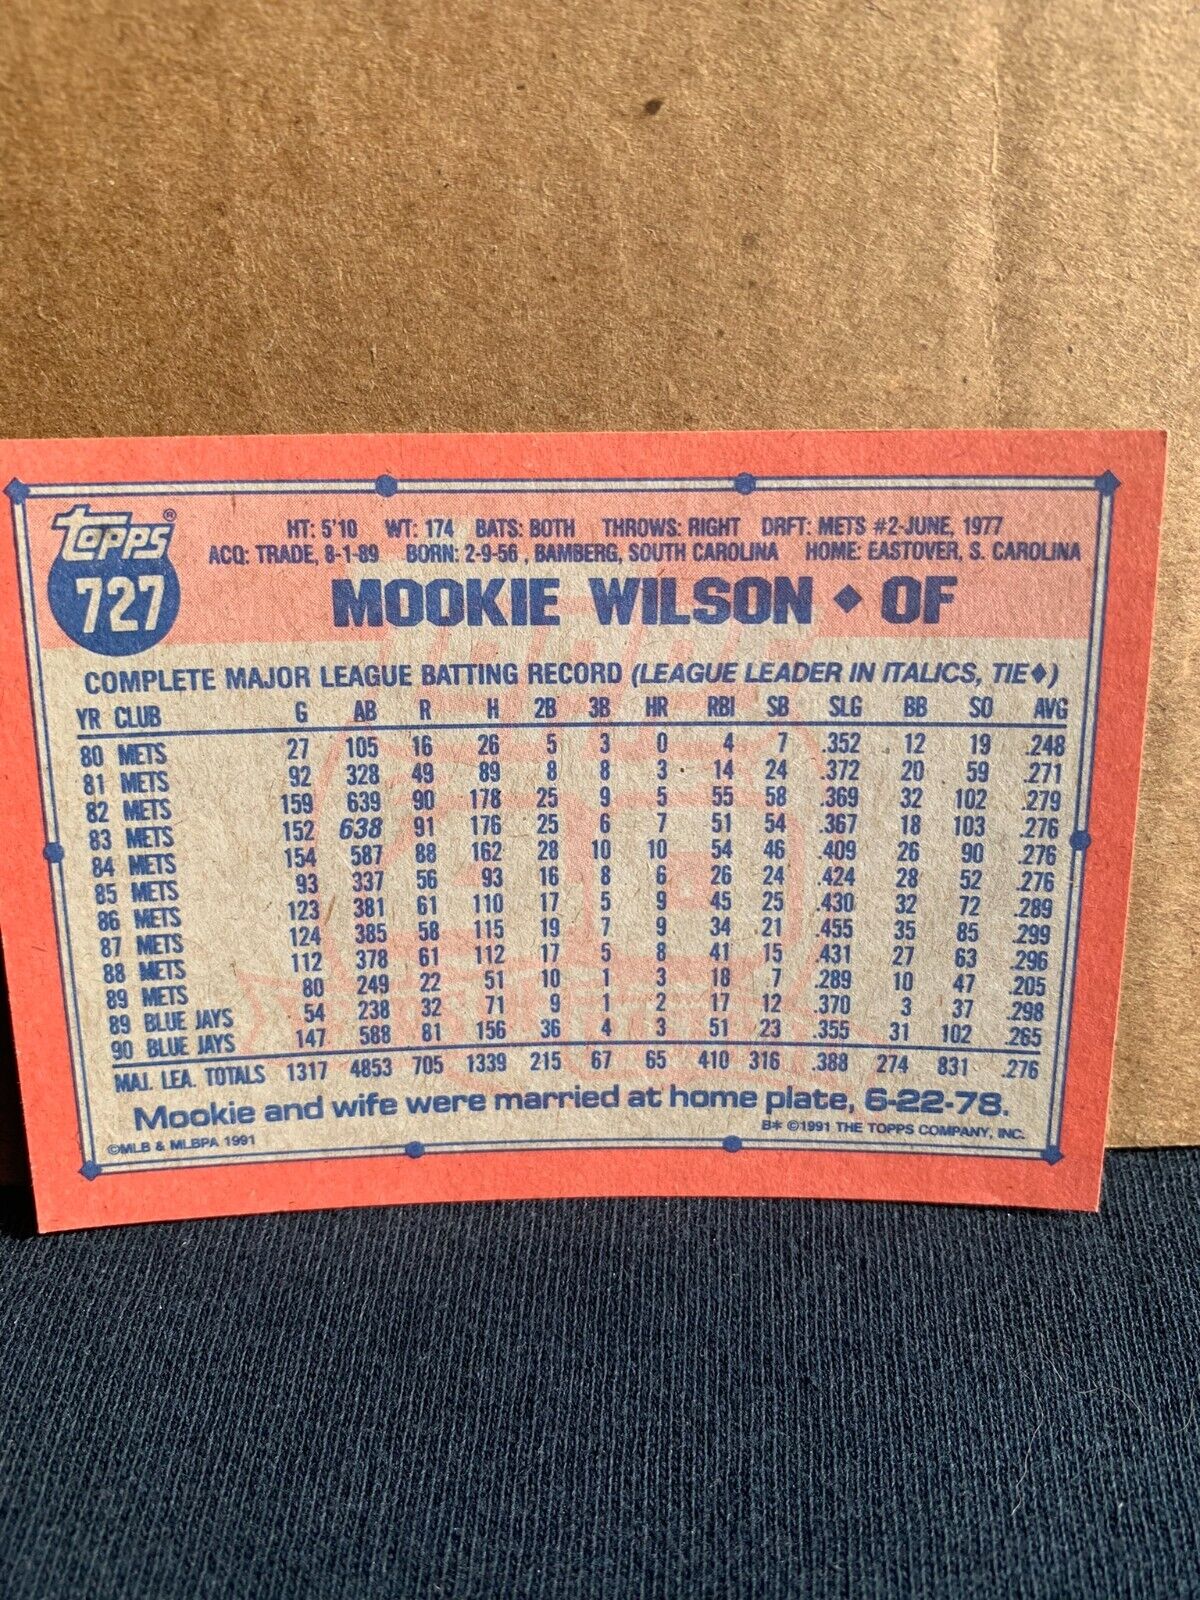 Topps®
727
HT: 5'10 WT: 174 BATS: BOTH THROWS: RIGHT DRFT: METS #2-JUNE, 1977
ACQ: TRADE, 8-1-89 BORN: 2-9-56 , BAMBERG, SOUTH CAROLINA HOME: EASTOVER, S. CAROLINA
MOOKIE WILSON ◆ OF
COMPLETE MAJOR LEAGUE BATTING RECORD (LEAGUE LEADER IN ITALICS, TIE◆)
YR CLUB G AB R H 2B 3B HR RBI SB SLG BB SO AVG
80 METS 27 105 16 26 5 3 0 4 7 .352 12 19 .248
81 METS 92 328 49 89 8 8 3 14 24 .372 20 59 .271
82 METS 159 639 90 178 25 9 5 55 58 .369 32 102 .279
83 METS 152 638 91 176 25 6 7 51 54 .367 18 103 .276
84 METS 154 587 88 162 28 10 10 54 46 .409 26 90 .276
85 METS 93 337 56 93 16 8 6 26 24 .424 28 52 .276
86 METS 123 381 61 110 17 5 9 45 25 .430 32 72 .289
87 METS 124 385 58 115 19 7 9 34 21 .455 35 85 .299
88 METS 112 378 61 112 17 5 8 41 15 .431 27 63 .296
89 METS 80 249 22 51 10 1 3 18 7 .289 10 47 .205
89 BLUE JAYS 54 238 32 71 9 1 2 17 12 .370 3 37 .298
90 BLUE JAYS 147 588 81 156 36 4 3 51 23 .355 31 102 .265
MAJ. LEA. TOTALS 1317 4853 705 1339 215 67 65 410 316 .388 274 831 .276
Mookie and wife were married at home plate, 6-22-78.
©MLB & MLBPA 1991 B* ©1991 THE TOPPS COMPANY, INC.